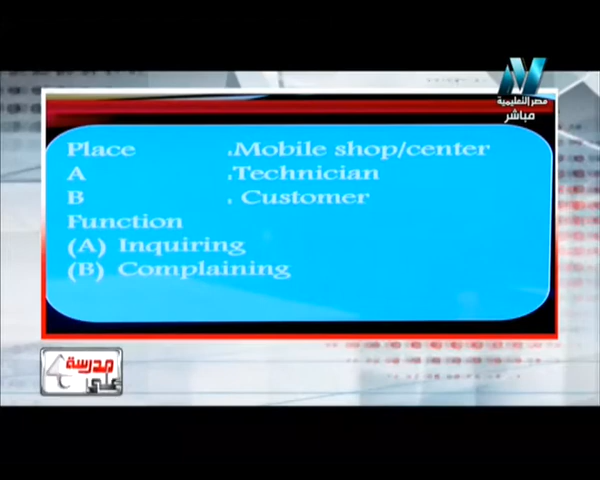 مصر التعليمية
مباشر
Place :Mobile shop/center
A :Technician
B : Customer
Function
(A) Inquiring
(B) Complaining
مدرسة
على